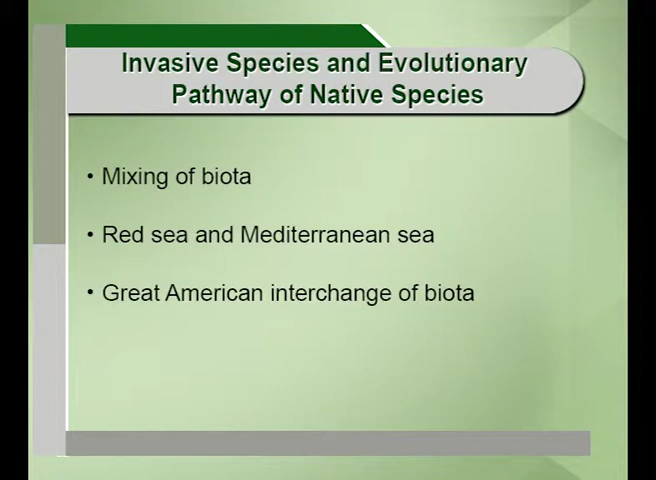 Invasive Species and Evolutionary
Pathway of Native Species
• Mixing of biota
• Red sea and Mediterranean sea
• Great American interchange of biota